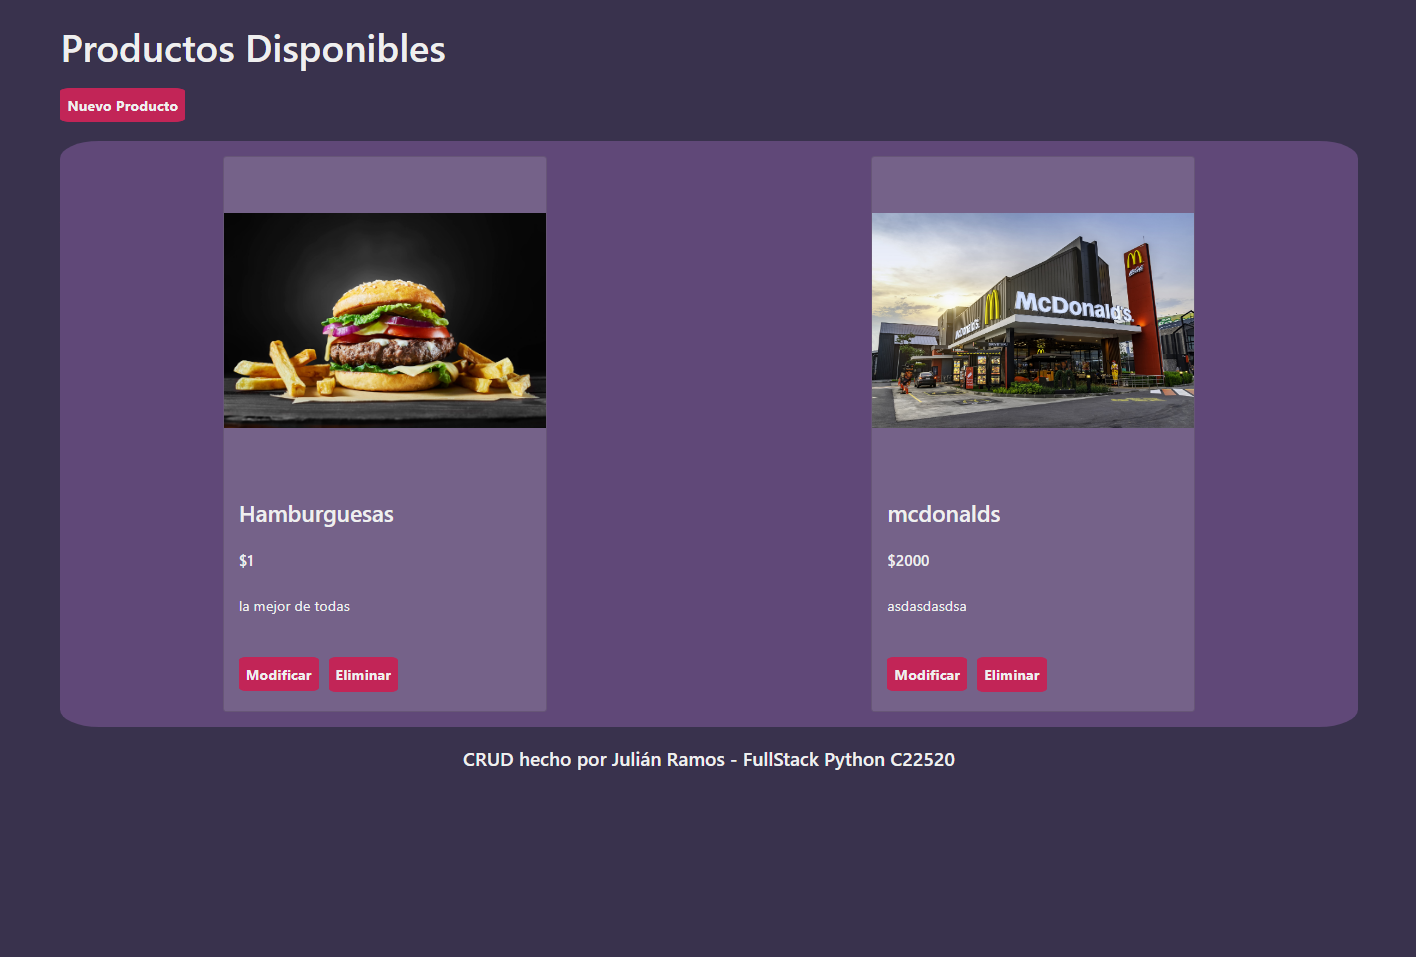 Productos Disponibles
Nuevo Producto
McDonald's
Hamburguesas
$1
la mejor de todas
Modificar
Eliminar
mcdonalds
$2000
asdasdasdsa
Modificar
Eliminar
CRUD hecho por Julián Ramos - FullStack Python C22520